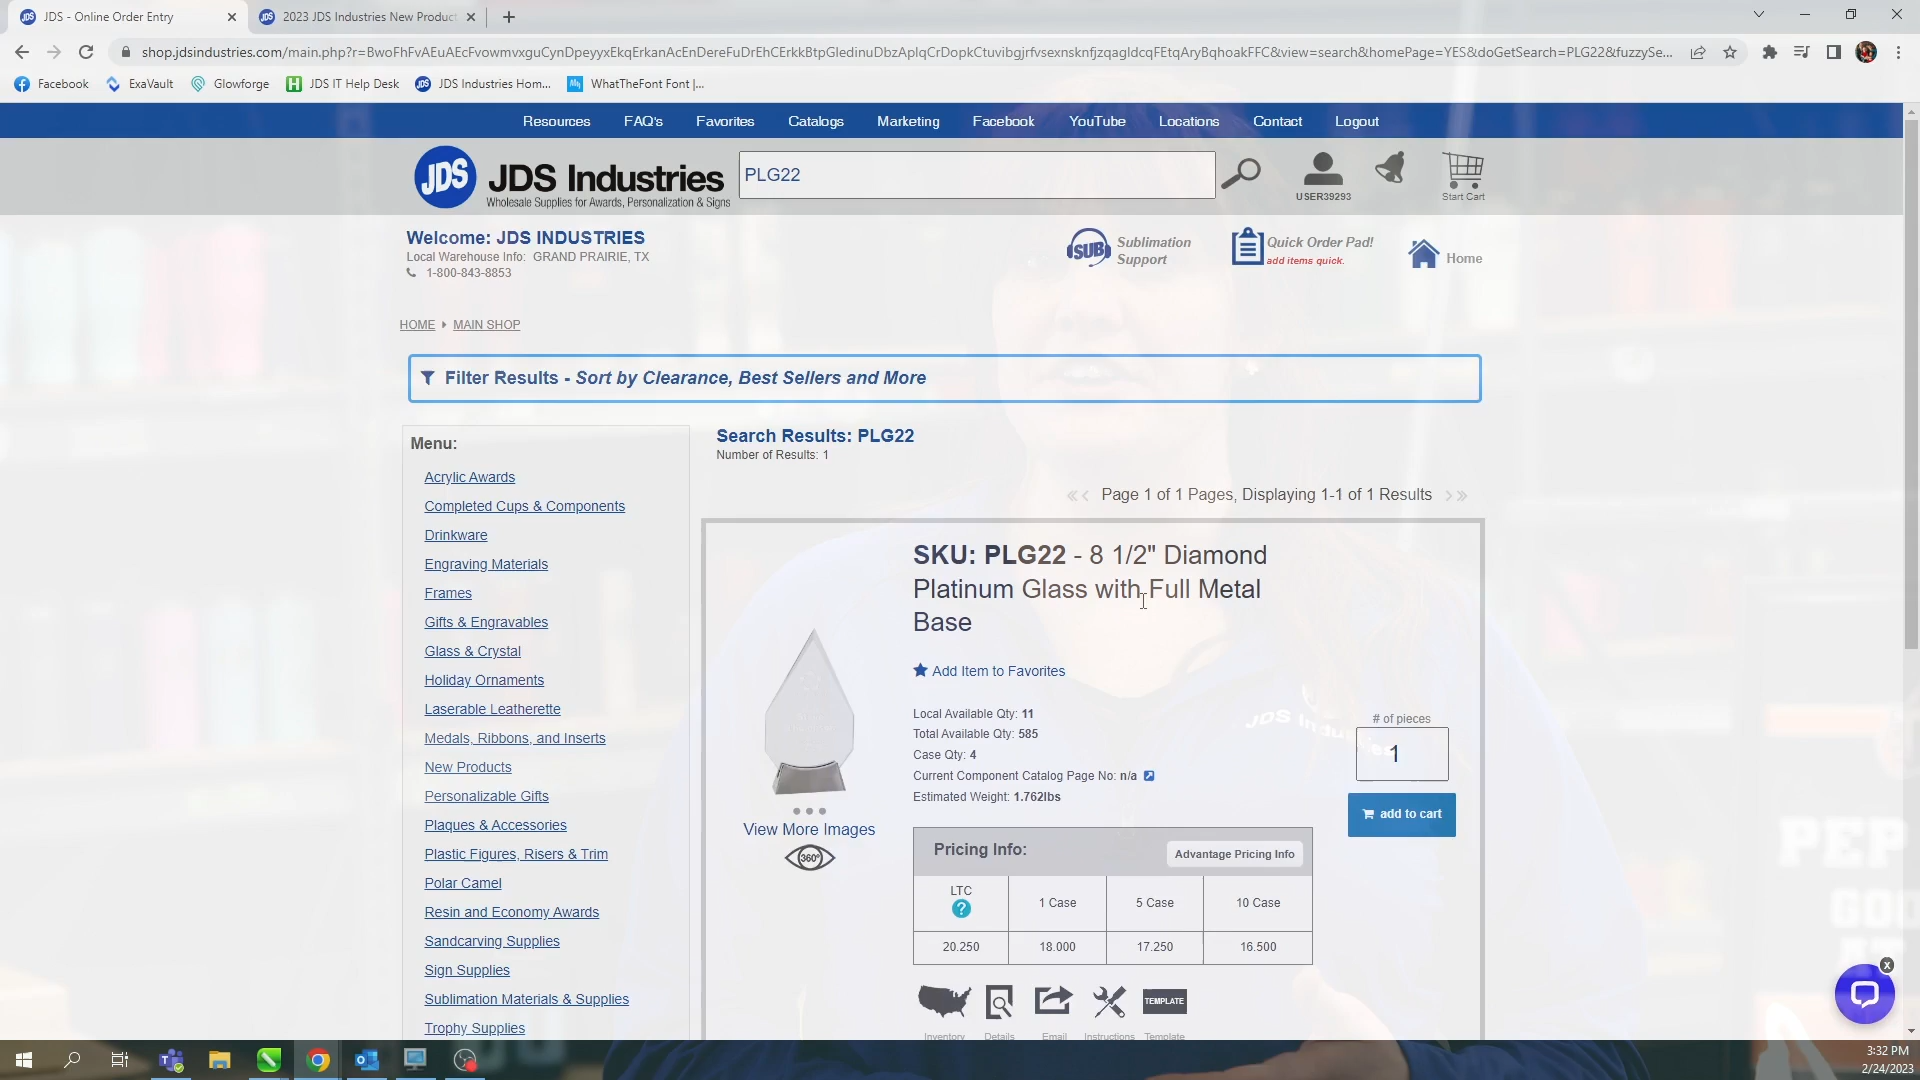 JDS - Online Order Entry
2023 JDS Industries New Product
shop.jdsindustries.com/main.php?r=BwoFhFvAEuAEcFvowmvxguCynDpeyyxEkqErkanAcEnDereFuDrEhCErkkBtpGledinuDbzAplqCrDopkCtuvibgjrfvsexnsknfjzqagldcqFEtqAryBqhoakFFC&view=search&homePage=YES&doGetSearch=PLG22&fuzzySe...
Facebook ExaVault Glowforge JDS IT Help Desk JDS Industries Hom... WhatTheFont Font |...
Resources FAQ's Favorites Catalogs Marketing Facebook YouTube Locations Contact Logout
JDS JDS Industries
Wholesale Supplies for Awards, Personalization & Signs
PLG22
USER39293
Start Cart
Welcome: JDS INDUSTRIES
Local Warehouse Info: GRAND PRAIRIE, TX
1-800-843-8853
SUB Sublimation Support
Quick Order Pad!
add items quick.
Home
HOME MAIN SHOP
Filter Results - Sort by Clearance, Best Sellers and More
Menu:
Acrylic Awards
Completed Cups & Components
Drinkware
Engraving Materials
Frames
Gifts & Engravables
Glass & Crystal
Holiday Ornaments
Laserable Leatherette
Medals, Ribbons, and Inserts
New Products
Personalizable Gifts
Plaques & Accessories
Plastic Figures, Risers & Trim
Polar Camel
Resin and Economy Awards
Sandcarving Supplies
Sign Supplies
Sublimation Materials & Supplies
Trophy Supplies
Search Results: PLG22
Number of Results: 1
Page 1 of 1 Pages, Displaying 1-1 of 1 Results
SKU: PLG22 - 8 1/2" Diamond
Platinum Glass with Full Metal
Base
Add Item to Favorites
Local Available Qty: 11
Total Available Qty: 585
Case Qty: 4
Current Component Catalog Page No: n/a
Estimated Weight: 1.762lbs
View More Images
360°
# of pieces
1
add to cart
Pricing Info:
Advantage Pricing Info
LTC ? 1 Case 5 Case 10 Case
20.250 18.000 17.250 16.500
TEMPLATE
Inventory Details Email Instructions Template
JDS Industries
PEP
GOD
x
3:32 PM
2/24/2023